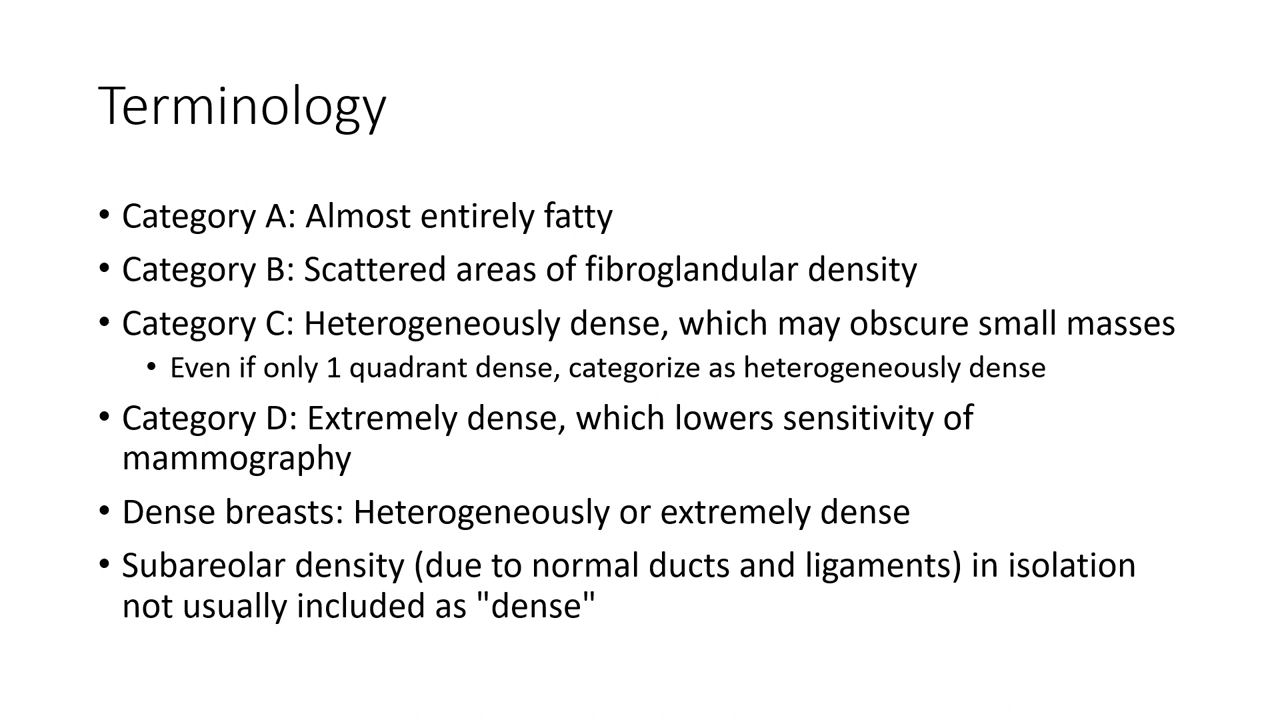 Terminology
• Category A: Almost entirely fatty
• Category B: Scattered areas of fibroglandular density
• Category C: Heterogeneously dense, which may obscure small masses
• Even if only 1 quadrant dense, categorize as heterogeneously dense
• Category D: Extremely dense, which lowers sensitivity of
mammography
• Dense breasts: Heterogeneously or extremely dense
• Subareolar density (due to normal ducts and ligaments) in isolation
not usually included as "dense"